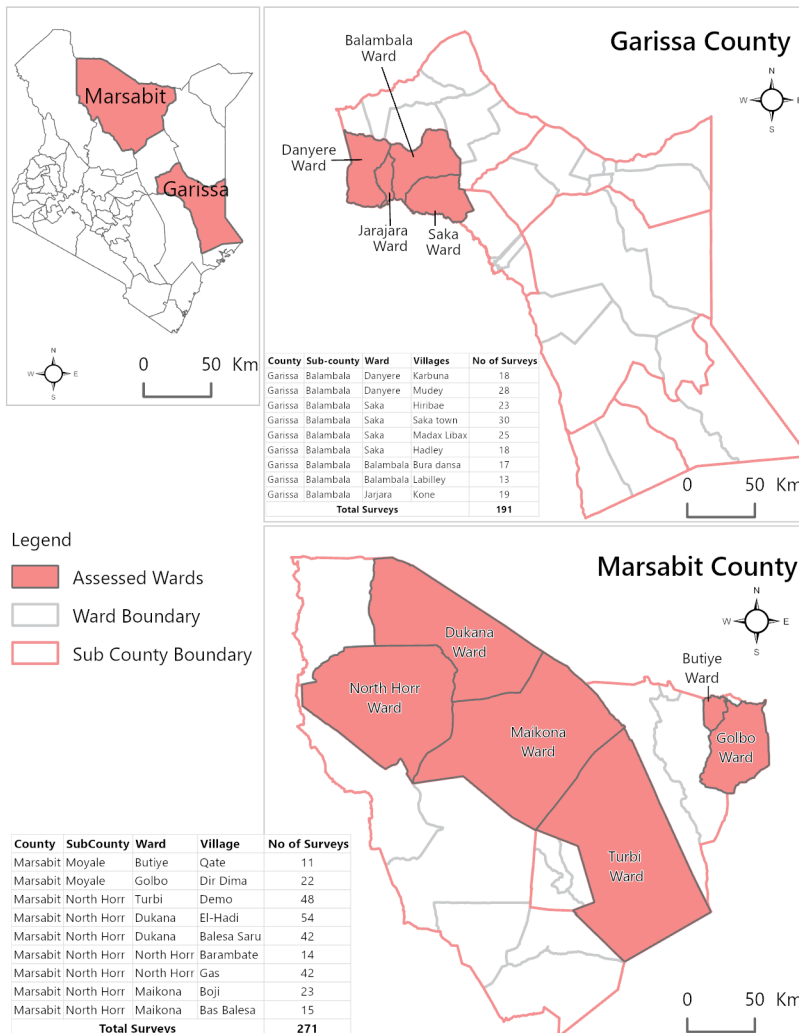 Marsabit
Garissa
N
W E
S
0 50 Km
Garissa County
N
W E
S
Balambala
Ward
Danyere
Ward
Jarajara
Ward
Saka
Ward
County Sub-county Ward Villages No of Surveys
Garissa Balambala Danyere Karbuna 18
Garissa Balambala Danyere Mudey 28
Garissa Balambala Saka Hiribae 23
Garissa Balambala Saka Saka town 30
Garissa Balambala Saka Madax Libax 25
Garissa Balambala Saka Hadley 18
Garissa Balambala Balambala Bura dansa 17
Garissa Balambala Balambala Labilley 13
Garissa Balambala Jarjara Kone 19
Total Surveys 191
0 50 Km
Legend
Assessed Wards
Ward Boundary
Sub County Boundary
Marsabit County
N
W E
S
Dukana
Ward
Butiye
Ward
North Horr
Ward
Maikona
Ward
Golbo
Ward
Turbi
Ward
County SubCounty Ward Village No of Surveys
Marsabit Moyale Butiye Qate 11
Marsabit Moyale Golbo Dir Dima 22
Marsabit North Horr Turbi Demo 48
Marsabit North Horr Dukana El-Hadi 54
Marsabit North Horr Dukana Balesa Saru 42
Marsabit North Horr North Horr Barambate 14
Marsabit North Horr North Horr Gas 42
Marsabit North Horr Maikona Boji 23
Marsabit North Horr Maikona Bas Balesa 15
Total Surveys 271
0 50 Km